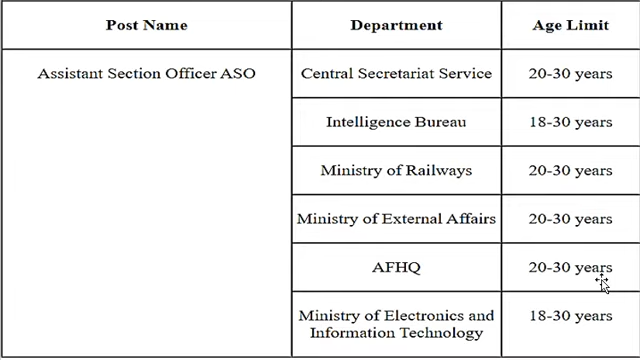 Post Name Department Age Limit
Assistant Section Officer ASO Central Secretariat Service 20-30 years
Intelligence Bureau 18-30 years
Ministry of Railways 20-30 years
Ministry of External Affairs 20-30 years
AFHQ 20-30 years
Ministry of Electronics and 18-30 years
Information Technology